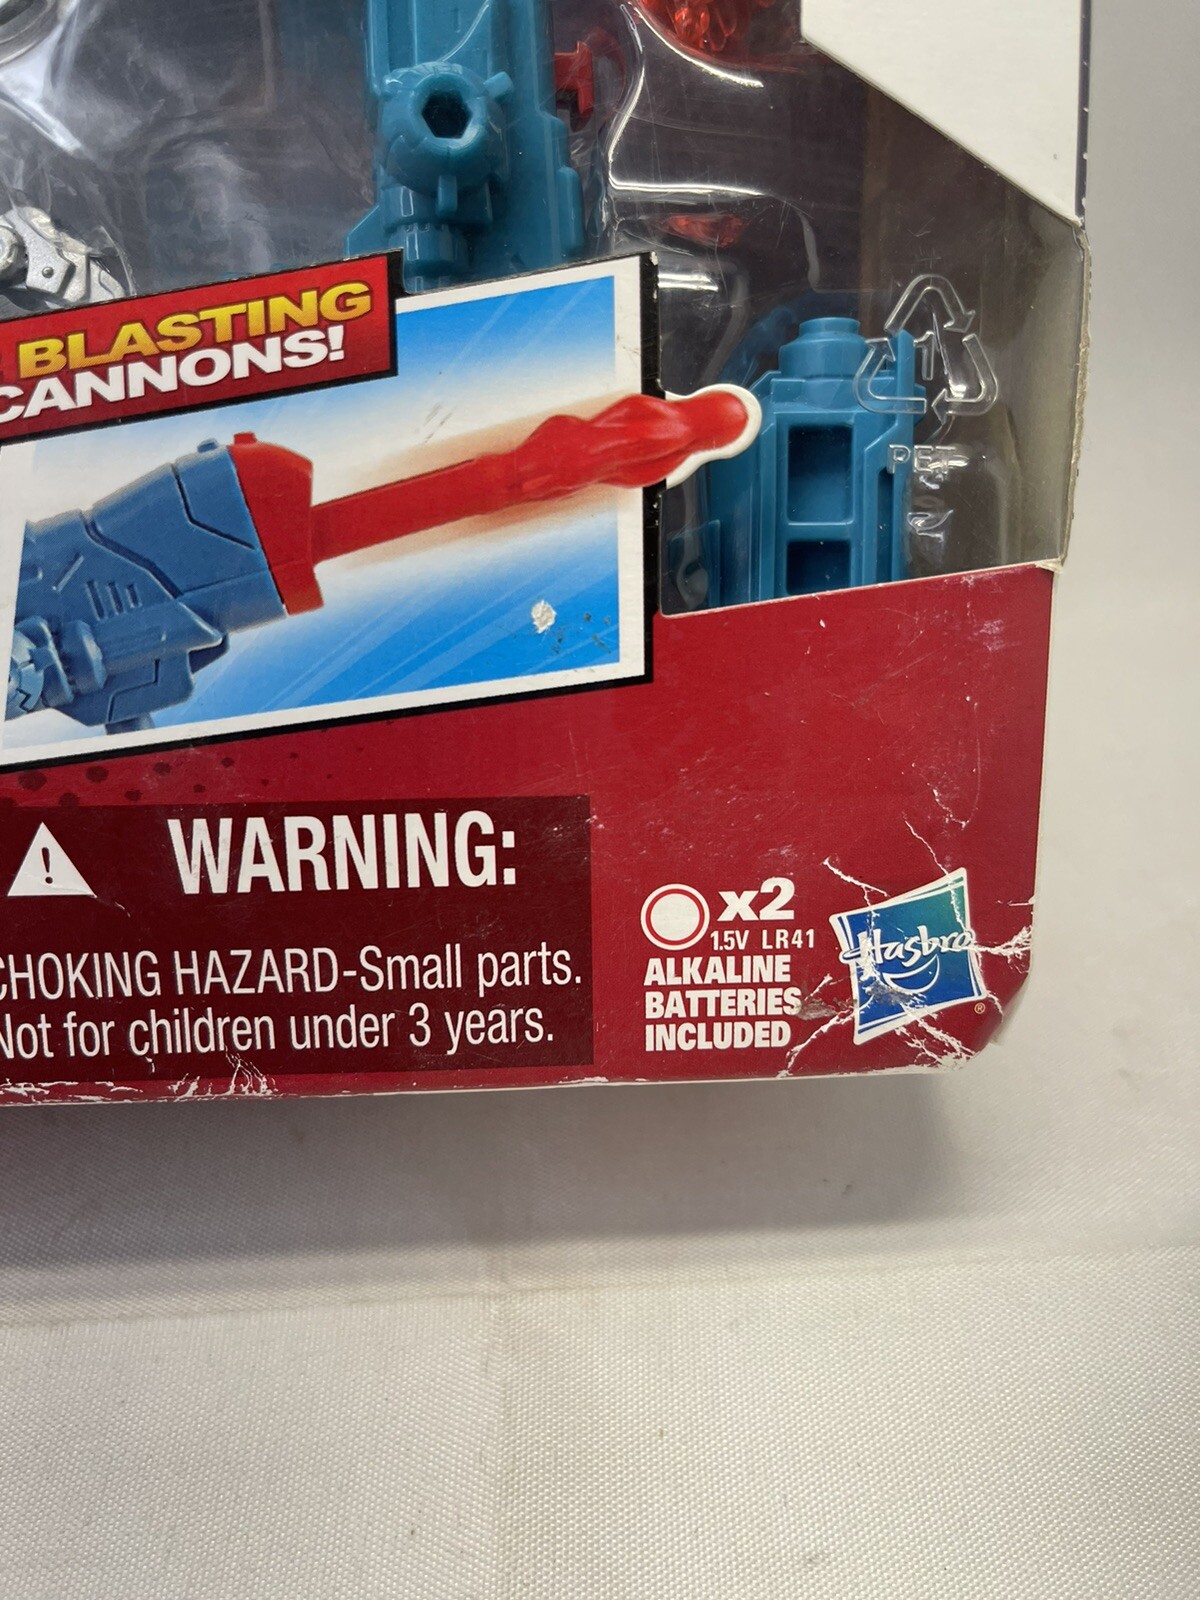 BLASTING
CANNONS!
1
PET
WARNING:
CHOKING HAZARD-Small parts.
Not for children under 3 years.
x2
1.5V LR41
ALKALINE
BATTERIES
INCLUDED
Hasbro
®